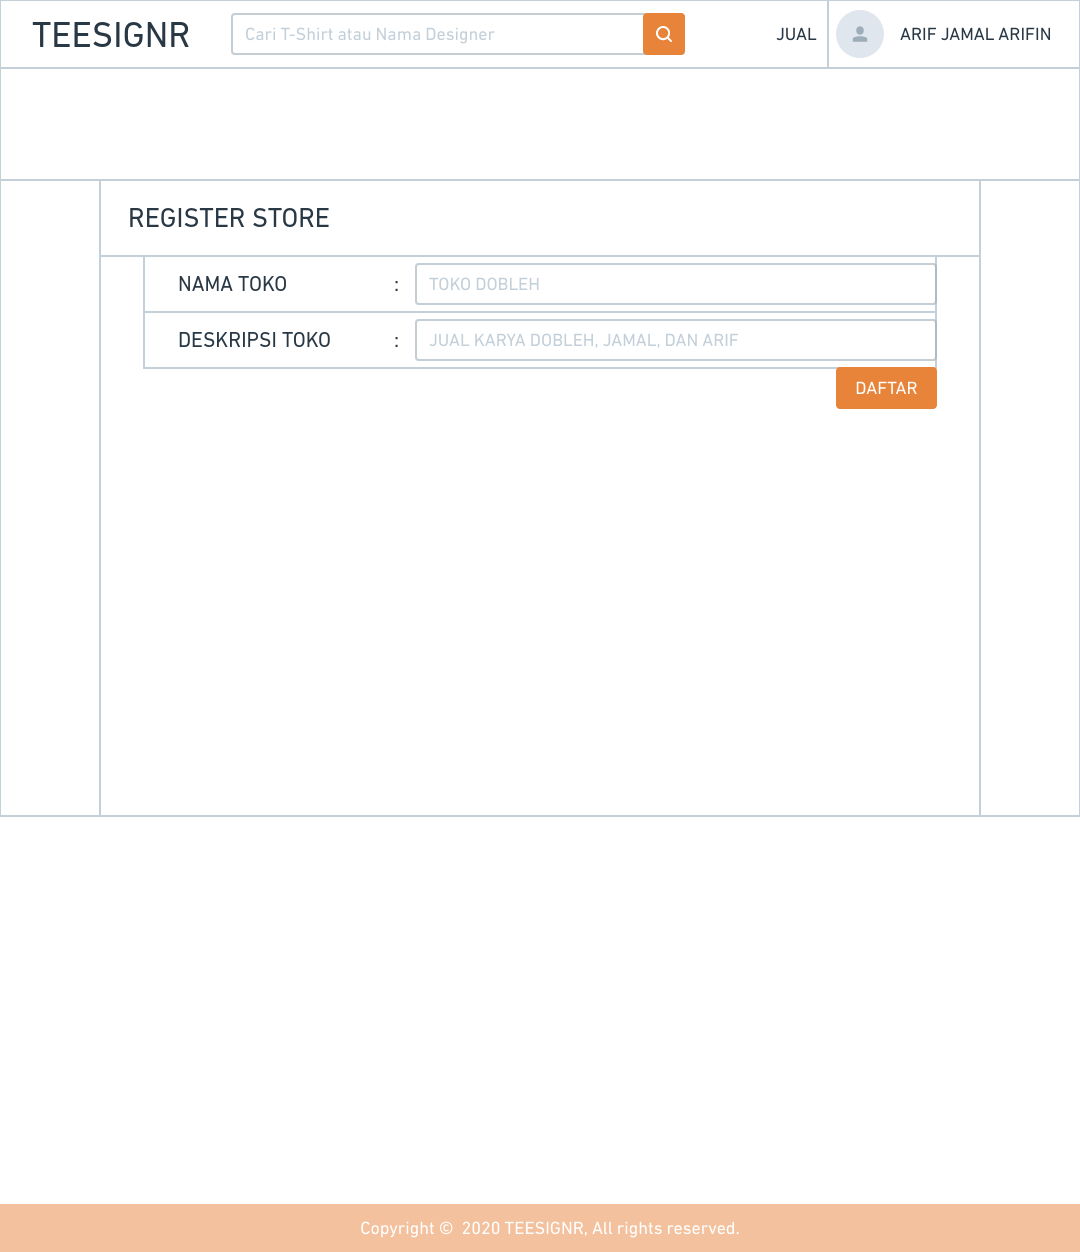 TEESIGNR
Cari T-Shirt atau Nama Designer
JUAL
ARIF JAMAL ARIFIN
REGISTER STORE
NAMA TOKO : TOKO DOBLEH
DESKRIPSI TOKO : JUAL KARYA DOBLEH, JAMAL, DAN ARIF
DAFTAR
Copyright © 2020 TEESIGNR, All rights reserved.